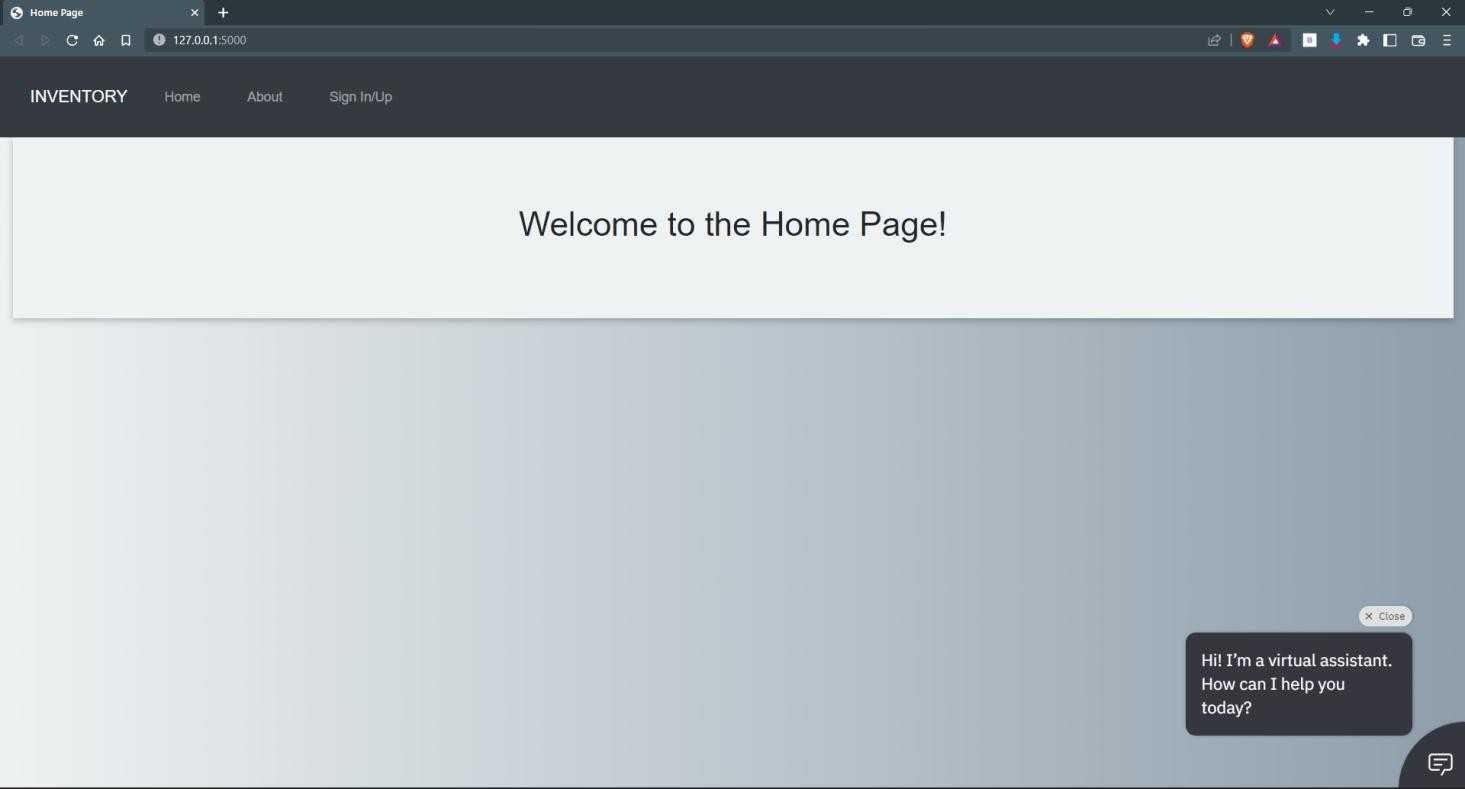 Home Page
127.0.0.1:5000
B
INVENTORY Home About Sign In/Up
Welcome to the Home Page!
Close
Hi! I’m a virtual assistant.
How can I help you
today?